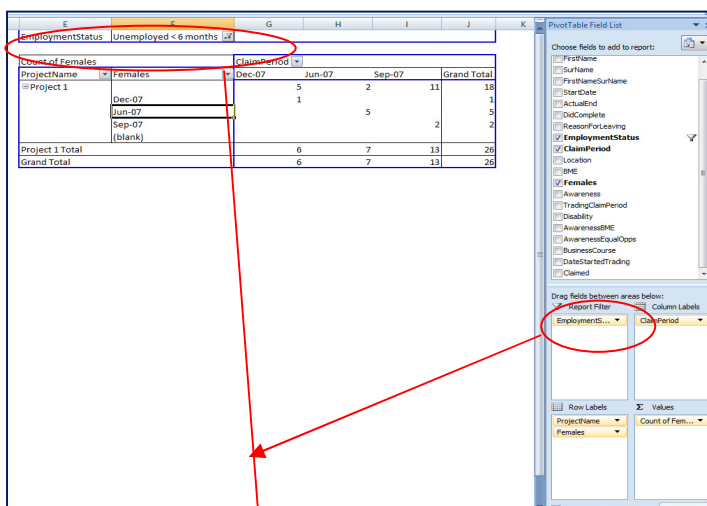 E F G H I J K
EmploymentStatus Unemployed < 6 months
Count of Females ClaimPeriod
ProjectName Females Dec-07 Jun-07 Sep-07 Grand Total
Project 1 5 2 11 18
Dec-07 1 1
Jun-07 5 5
Sep-07 2 2
(blank)
Project 1 Total 6 7 13 26
Grand Total 6 7 13 26
PivotTable Field List
Choose fields to add to report:
FirstName
SurName
FirstNameSurName
StartDate
ActualEnd
DidComplete
ReasonForLeaving
EmploymentStatus
ClaimPeriod
Location
BME
Females
Awareness
TradingClaimPeriod
Disability
AwarenessBME
AwarenessEqualOpps
BusinessCourse
DateStartedTrading
Claimed
Drag fields between areas below:
Report Filter Column Labels
EmploymentS... ClaimPeriod
Row Labels Σ Values
ProjectName Count of Fem...
Females